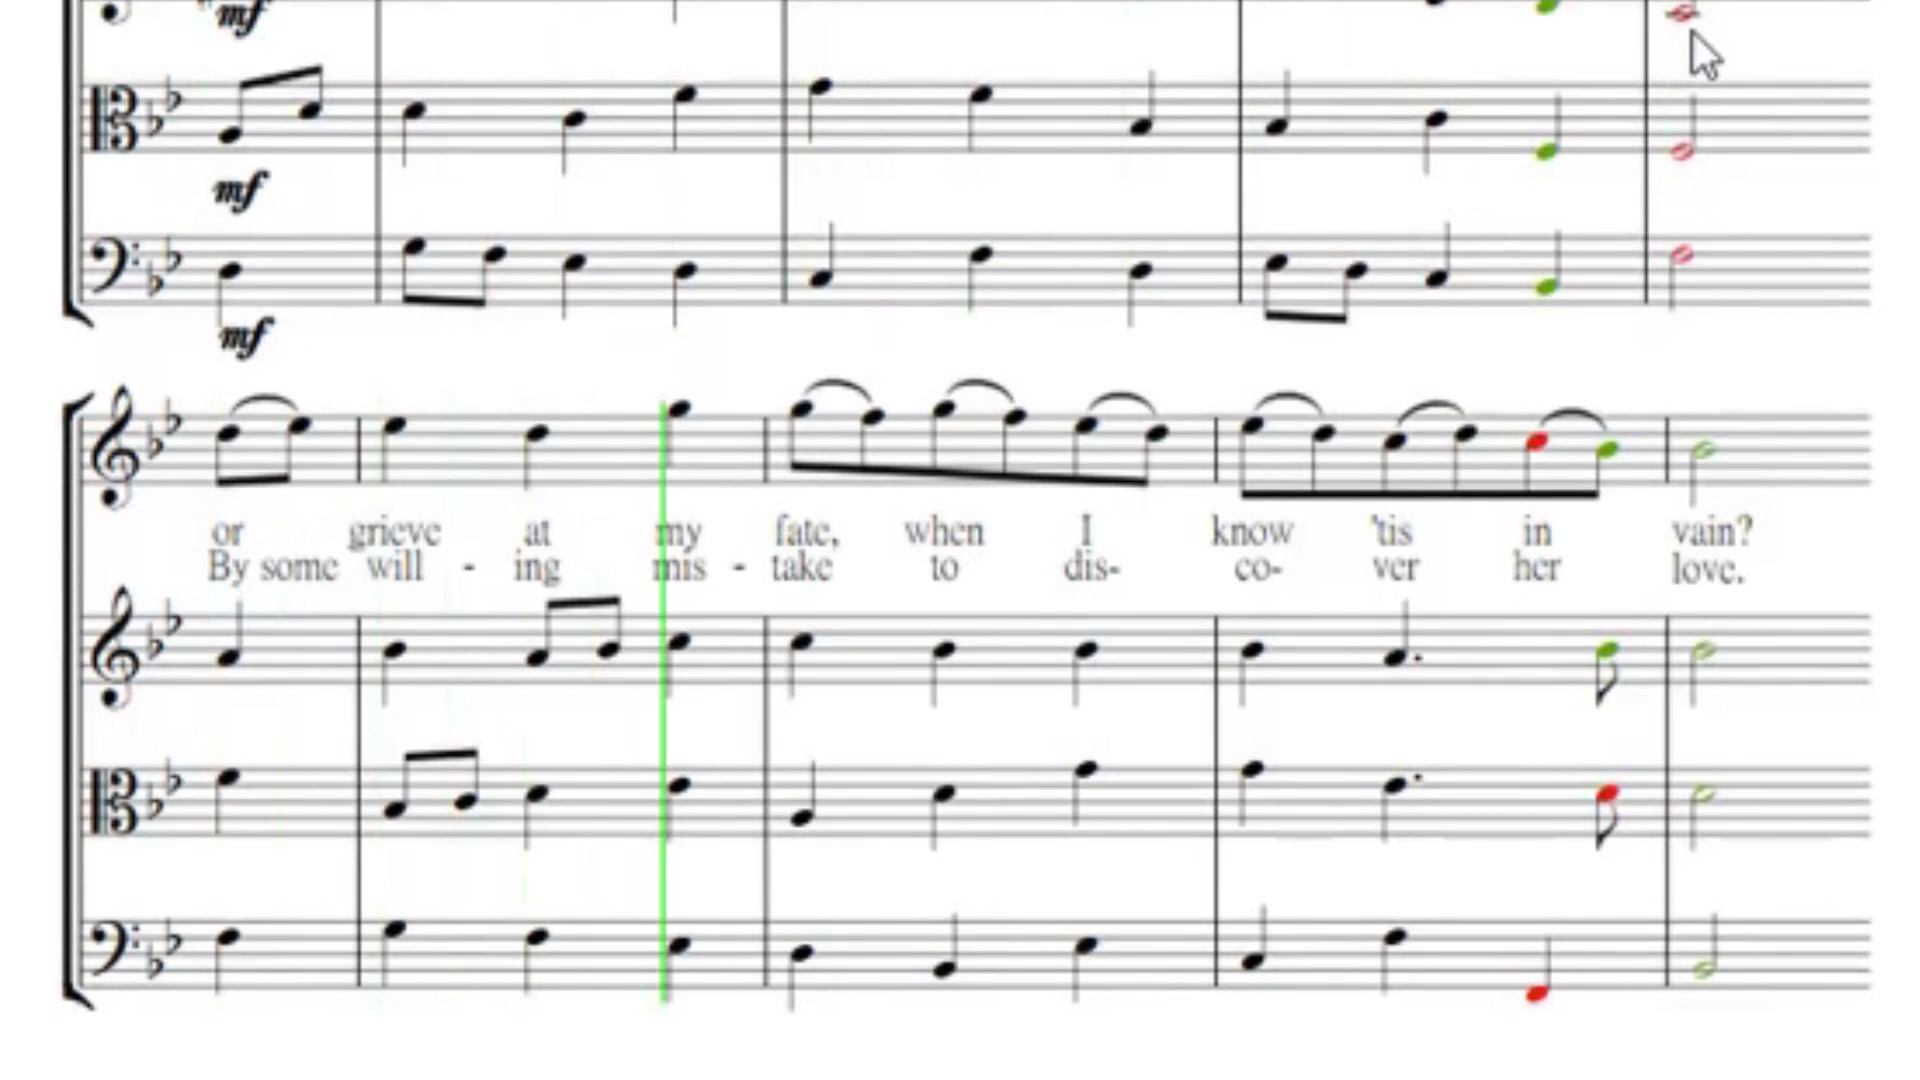 mf
mf
mf
or grieve at my fate, when I know 'tis in vain?
By some will - ing mis - take to dis- co- ver her love.